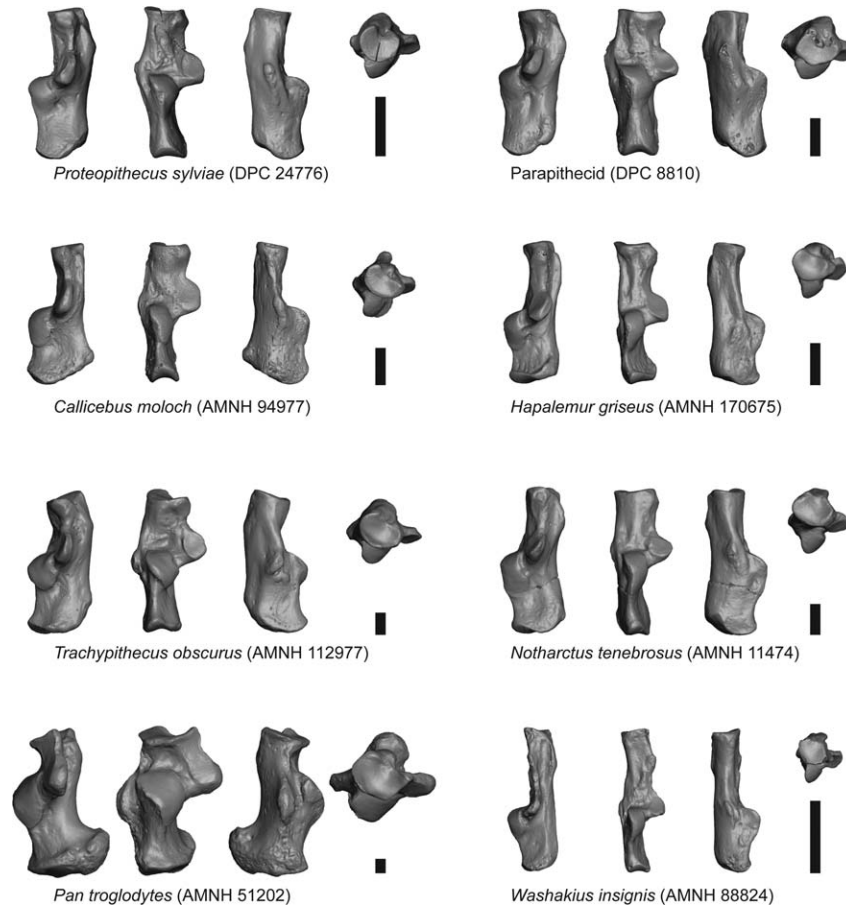 Proteopithecus sylviae (DPC 24776)
Parapithecid (DPC 8810)
Callicebus moloch (AMNH 94977)
Hapalemur griseus (AMNH 170675)
Trachypithecus obscurus (AMNH 112977)
Notharctus tenebrosus (AMNH 11474)
Pan troglodytes (AMNH 51202)
Washakius insignis (AMNH 88824)